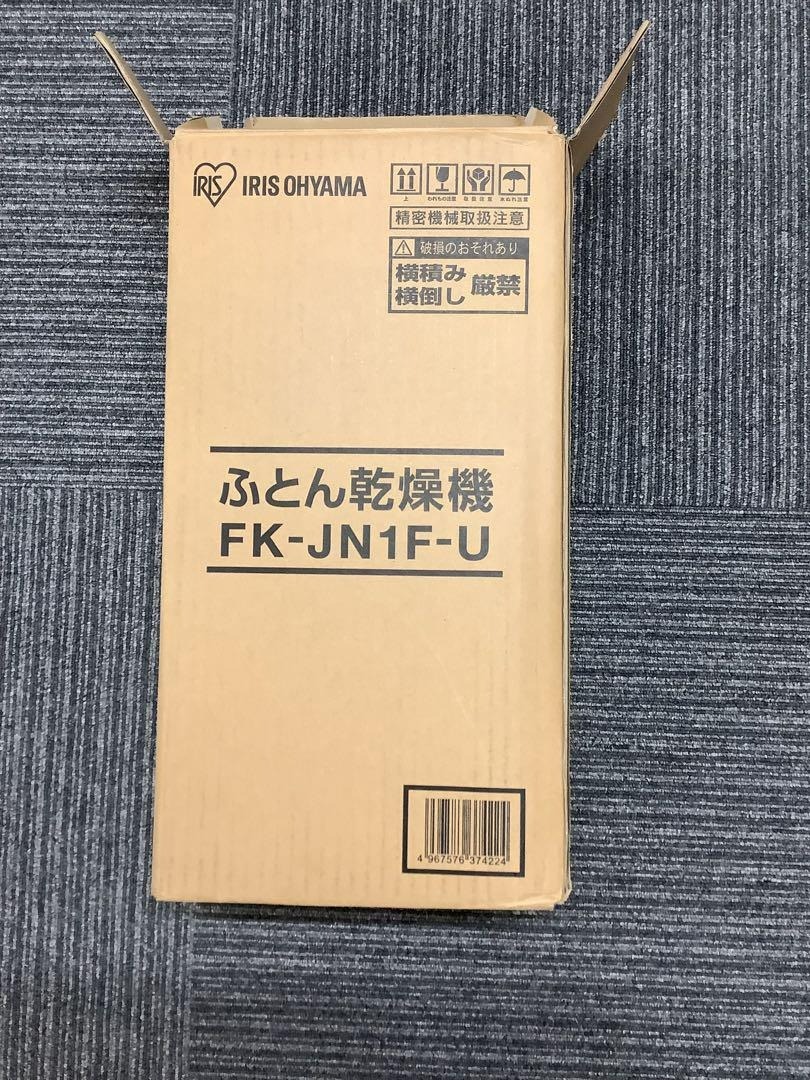 IRIS IRIS OHYAMA
上 われもの注意 取扱注意 水ぬれ注意
精密機械取扱注意
破損のおそれあり
横積み
横倒し 厳禁
ふとん乾燥機
FK-JN1F-U
4 967576 374224